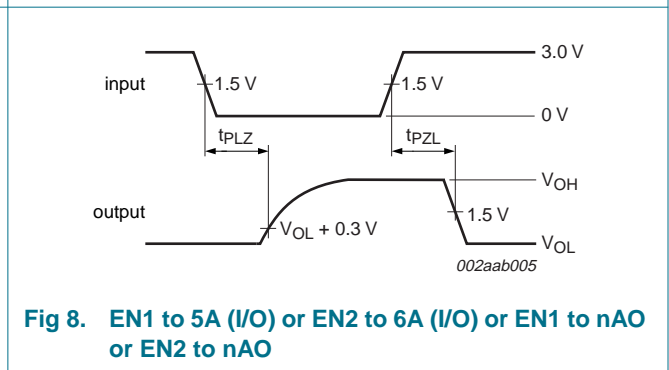 3.0 V
input
1.5 V
1.5 V
0 V
tPLZ
tPZL
VOH
output
1.5 V
VOL + 0.3 V
VOL
002aab005
Fig 8. EN1 to 5A (I/O) or EN2 to 6A (I/O) or EN1 to nAO
or EN2 to nAO